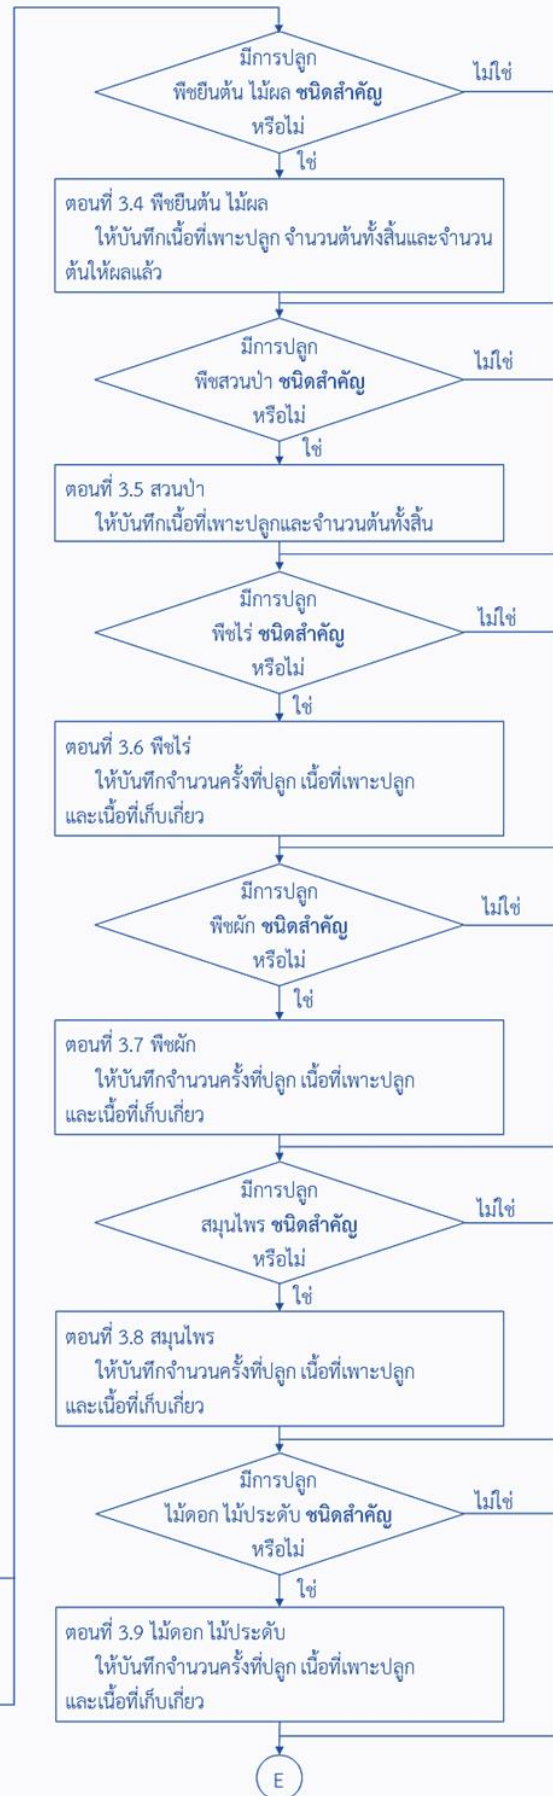 มีการปลูก
พืชยืนต้น ไม้ผล ชนิดสำคัญ
หรือไม่
ไม่ใช่
ใช่
ตอนที่ 3.4 พืชยืนต้น ไม้ผล
ให้บันทึกเนื้อที่เพาะปลูก จำนวนต้นทั้งสิ้นและจำนวน
ต้นให้ผลแล้ว
มีการปลูก
พืชสวนป่า ชนิดสำคัญ
หรือไม่
ไม่ใช่
ใช่
ตอนที่ 3.5 สวนป่า
ให้บันทึกเนื้อที่เพาะปลูกและจำนวนต้นทั้งสิ้น
มีการปลูก
พืชไร่ ชนิดสำคัญ
หรือไม่
ไม่ใช่
ใช่
ตอนที่ 3.6 พืชไร่
ให้บันทึกจำนวนครั้งที่ปลูก เนื้อที่เพาะปลูก
และเนื้อที่เก็บเกี่ยว
มีการปลูก
พืชผัก ชนิดสำคัญ
หรือไม่
ไม่ใช่
ใช่
ตอนที่ 3.7 พืชผัก
ให้บันทึกจำนวนครั้งที่ปลูก เนื้อที่เพาะปลูก
และเนื้อที่เก็บเกี่ยว
มีการปลูก
สมุนไพร ชนิดสำคัญ
หรือไม่
ไม่ใช่
ใช่
ตอนที่ 3.8 สมุนไพร
ให้บันทึกจำนวนครั้งที่ปลูก เนื้อที่เพาะปลูก
และเนื้อที่เก็บเกี่ยว
มีการปลูก
ไม้ดอก ไม้ประดับ ชนิดสำคัญ
หรือไม่
ไม่ใช่
ใช่
ตอนที่ 3.9 ไม้ดอก ไม้ประดับ
ให้บันทึกจำนวนครั้งที่ปลูก เนื้อที่เพาะปลูก
และเนื้อที่เก็บเกี่ยว
E